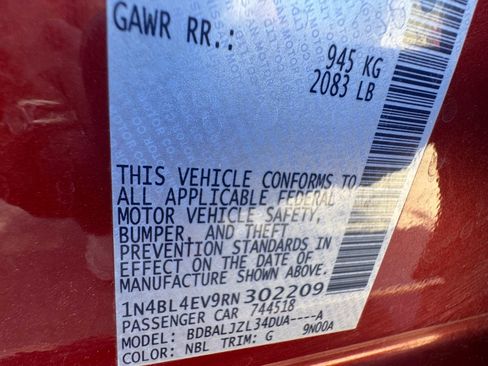 GAWR RR.:
945 KG
2083 LB
THIS VEHICLE CONFORMS TO
ALL APPLICABLE FEDERAL
MOTOR VEHICLE SAFETY,
BUMPER, AND THEFT
PREVENTION STANDARDS IN
EFFECT ON THE DATE OF
MANUFACTURE SHOWN ABOVE.
1N4BL4EV9RN302209
PASSENGER CAR 744518
MODEL: BDBALJZL34DUA----A
COLOR: NBL TRIM: G 9N00A